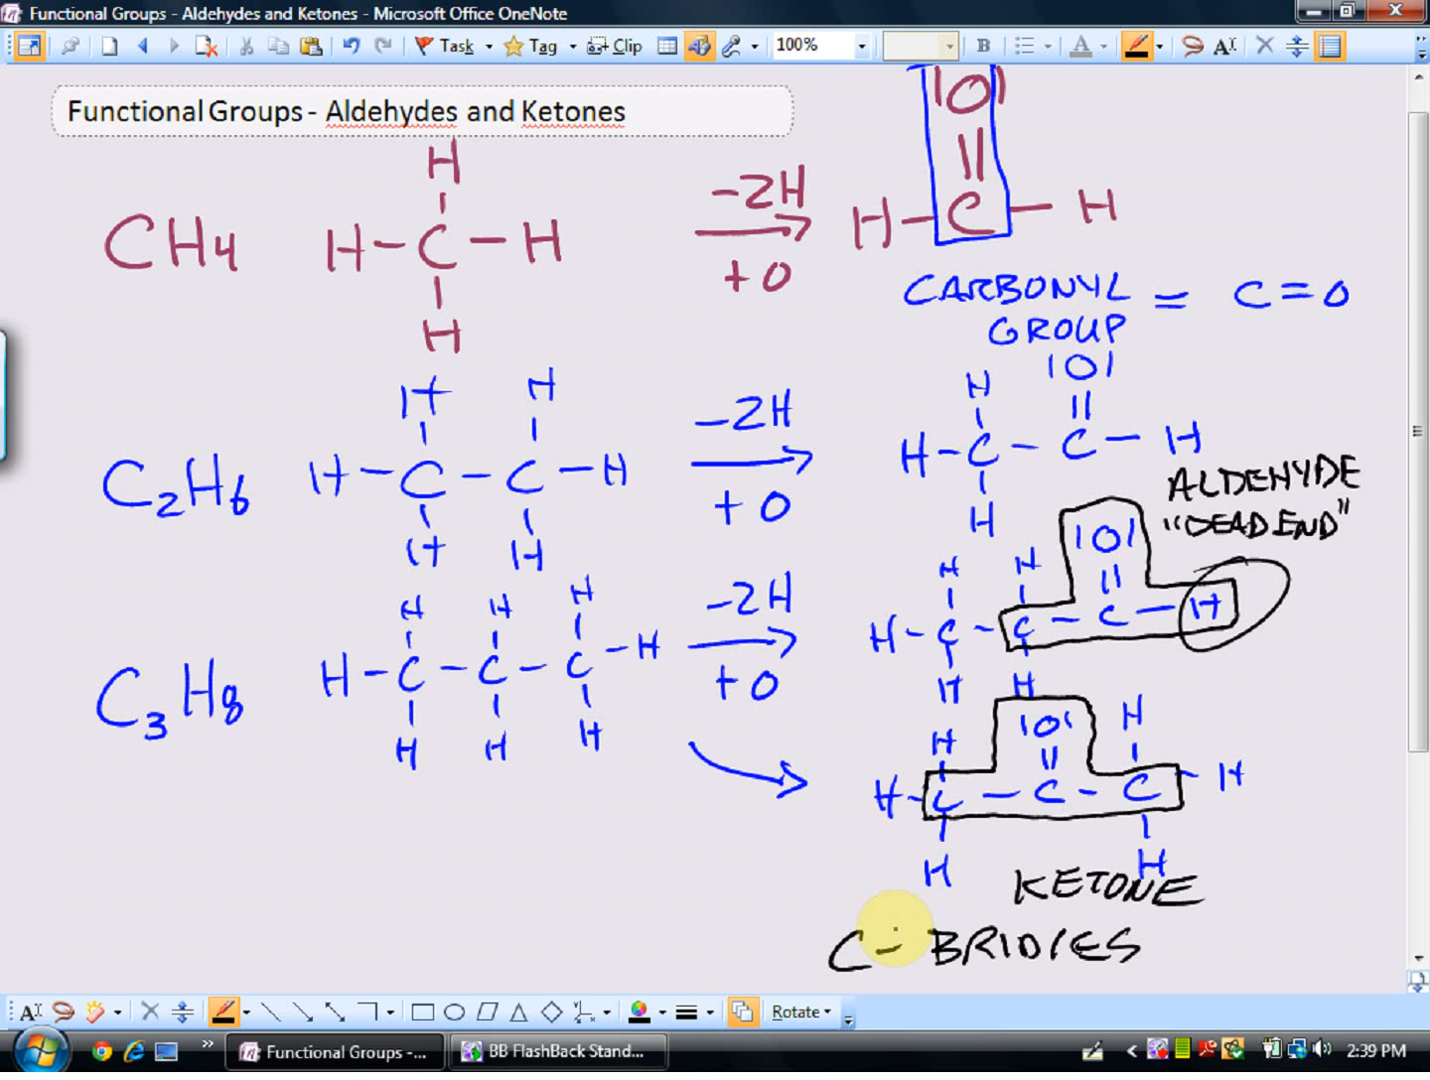 Functional Groups - Aldehydes and Ketones - Microsoft Office OneNote
Task Tag Clip 100% B A A
Functional Groups - Aldehydes and Ketones
CH4
H
H-C-H
H
-2H
+O
|O|
||
H-C-H
CARBONYL GROUP = C=O
C2H6
H H
H-C-C-H
H H
-2H
+O
H |O|
||
H-C-C-H
H
ALDEHYDE
"DEAD END"
C3H8
H H H
H-C-C-C-H
H H H
-2H
+O
H H |O|
||
H-C-C-C-H
H H
H |O| H
||
H-C-C-C-H
H H
KETONE
C- BRIDGES
A Rotate
Functional Groups -...
BB FlashBack Stand...
2:39 PM